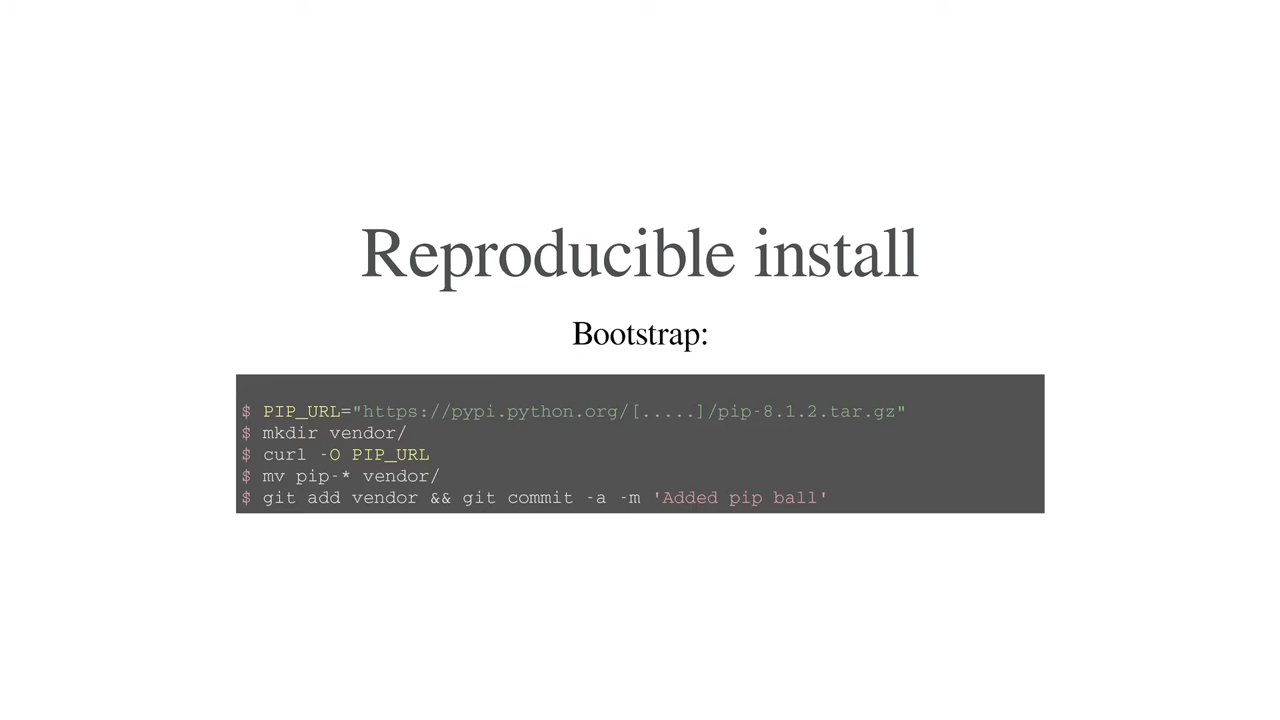 Reproducible install
Bootstrap:
$ PIP_URL="https://pypi.python.org/[.....]/pip-8.1.2.tar.gz"
$ mkdir vendor/
$ curl -O PIP_URL
$ mv pip-* vendor/
$ git add vendor && git commit -a -m 'Added pip ball'